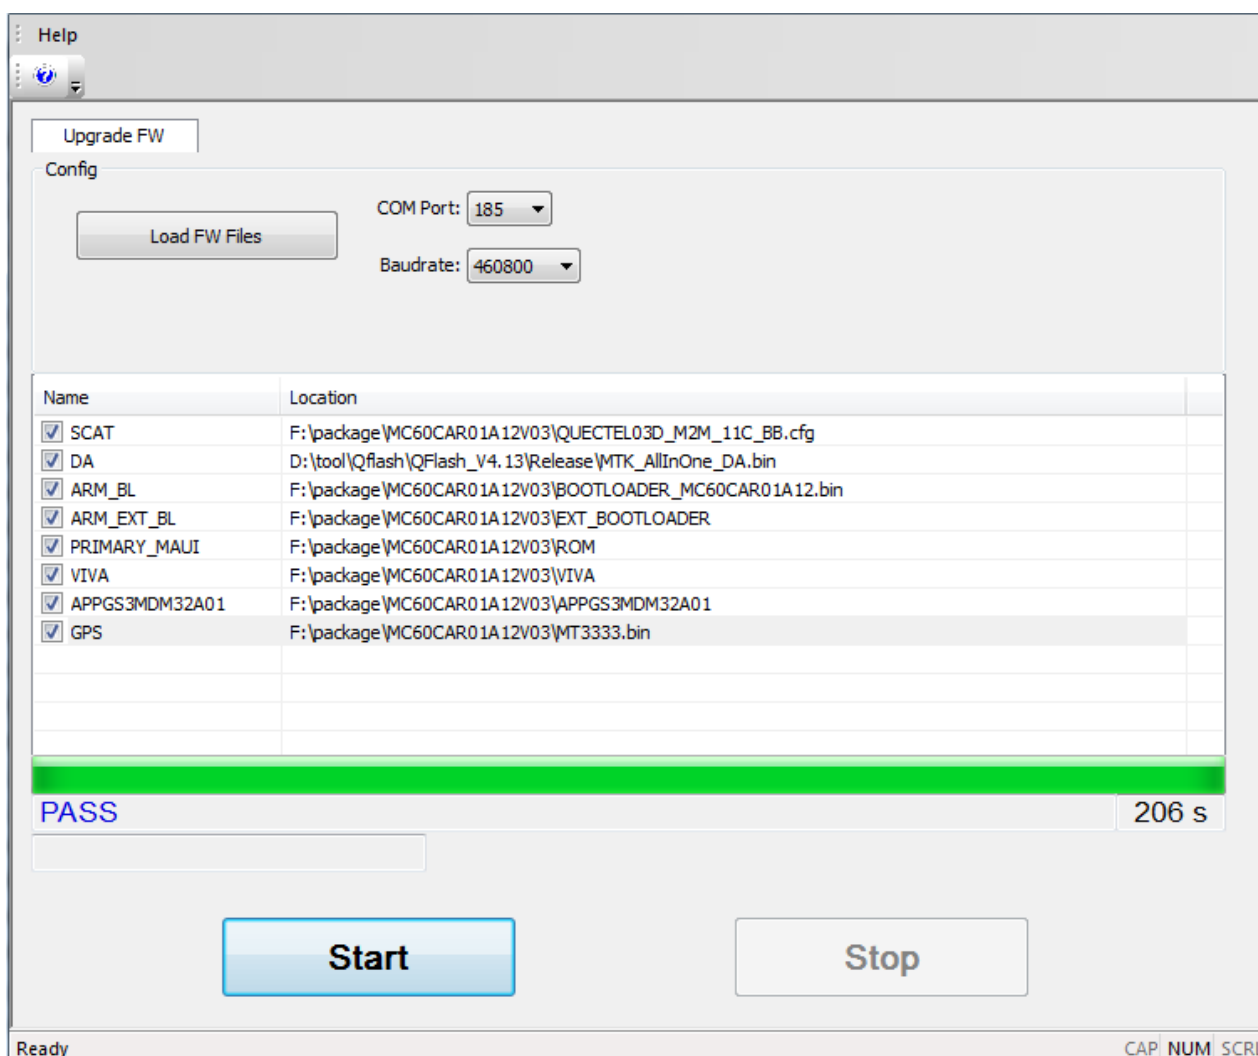 Help
Upgrade FW
Config
Load FW Files
COM Port: 185
Baudrate: 460800
Name Location
SCAT F:\package\MC60CAR01A12V03\QUECTEL03D_M2M_11C_BB.cfg
DA D:\tool\Qflash\QFlash_V4.13\Release\MTK_AllInOne_DA.bin
ARM_BL F:\package\MC60CAR01A12V03\BOOTLOADER_MC60CAR01A12.bin
ARM_EXT_BL F:\package\MC60CAR01A12V03\EXT_BOOTLOADER
PRIMARY_MAUI F:\package\MC60CAR01A12V03\ROM
VIVA F:\package\MC60CAR01A12V03\VIVA
APPGS3MDM32A01 F:\package\MC60CAR01A12V03\APPGS3MDM32A01
GPS F:\package\MC60CAR01A12V03\MT3333.bin
PASS 206 s
Start Stop
Ready CAP NUM SCRI